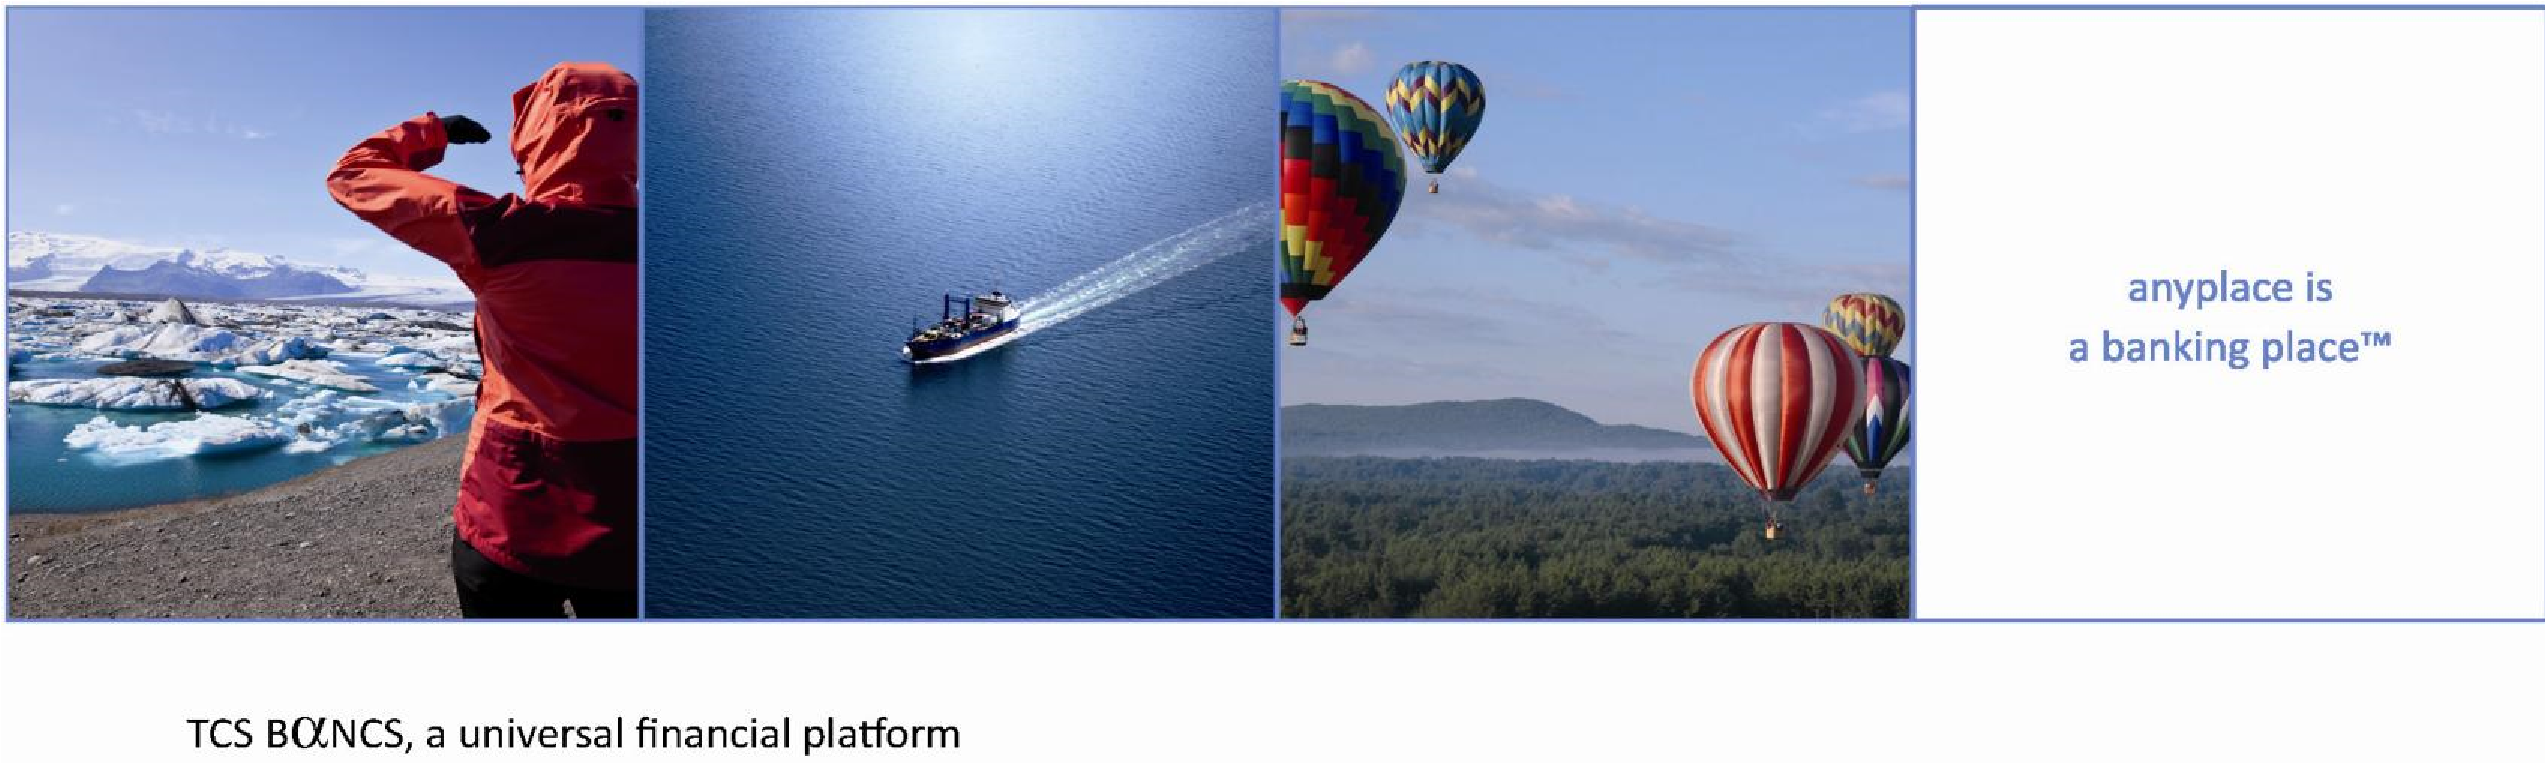 anyplace is
a banking place™
TCS BαNCS, a universal financial platform